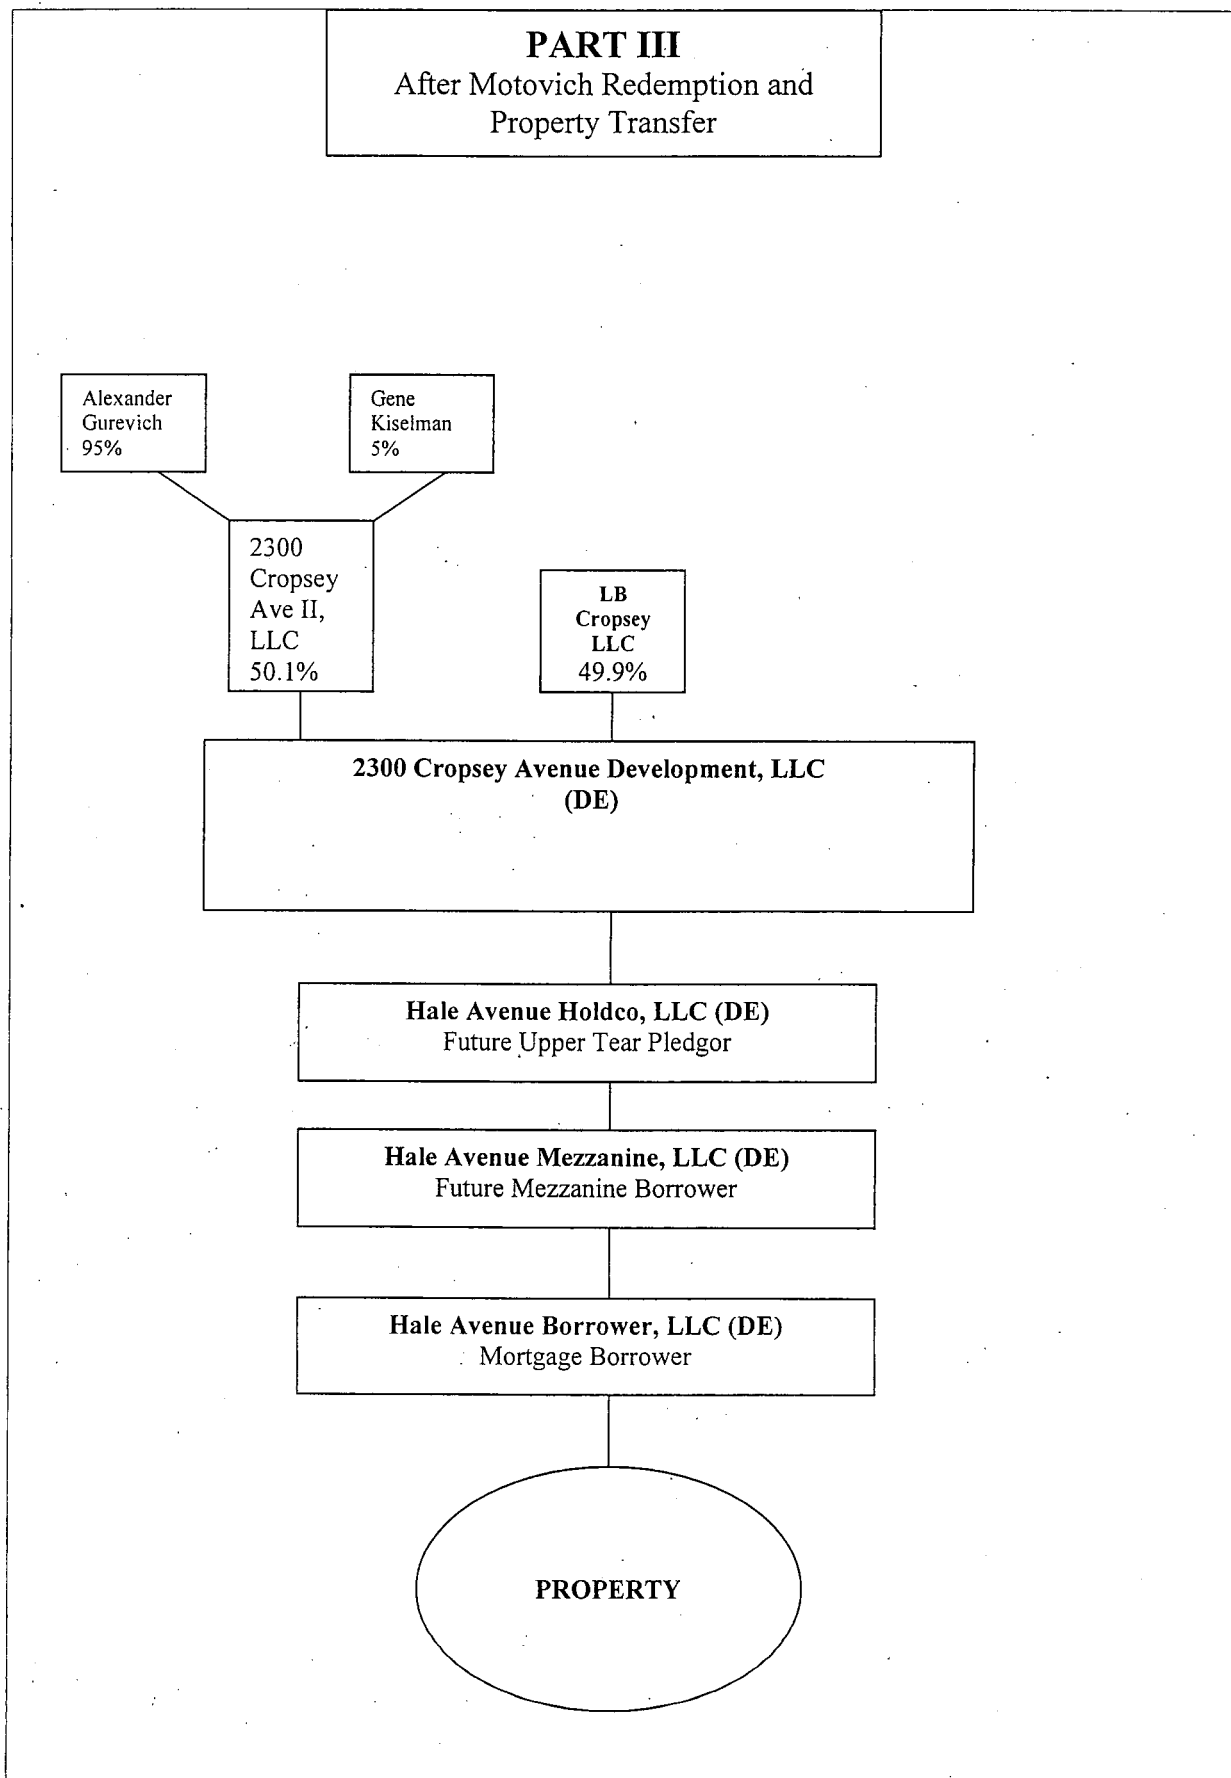 PART III
After Motovich Redemption and
Property Transfer
Alexander
Gurevich
95%
Gene
Kiselman
5%
2300
Cropsey
Ave II,
LLC
50.1%
LB
Cropsey
LLC
49.9%
2300 Cropsey Avenue Development, LLC
(DE)
Hale Avenue Holdco, LLC (DE)
Future Upper Tear Pledgor
Hale Avenue Mezzanine, LLC (DE)
Future Mezzanine Borrower
Hale Avenue Borrower, LLC (DE)
Mortgage Borrower
PROPERTY